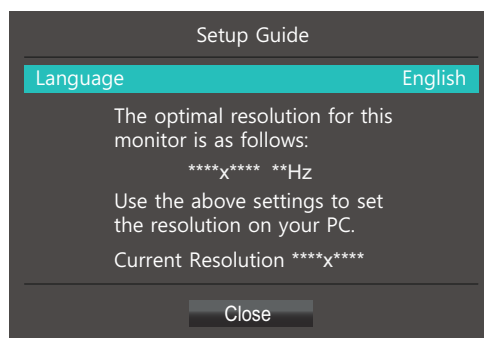 Setup Guide
Language English
The optimal resolution for this
monitor is as follows:
****x**** **Hz
Use the above settings to set
the resolution on your PC.
Current Resolution ****x****
Close